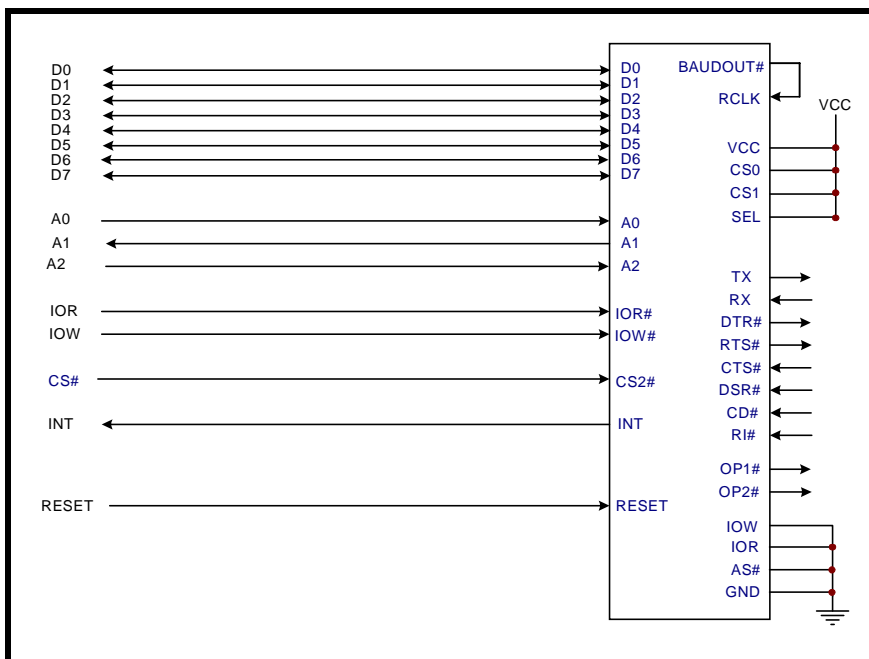 D0
D1
D2
D3
D4
D5
D6
D7
A0
A1
A2
IOR
IOW
CS#
INT
RESET
D0
D1
D2
D3
D4
D5
D6
D7
A0
A1
A2
IOR#
IOW#
CS2#
INT
RESET
BAUDOUT#
RCLK
VCC
VCC
CS0
CS1
SEL
TX
RX
DTR#
RTS#
CTS#
DSR#
CD#
RI#
OP1#
OP2#
IOW
IOR
AS#
GND